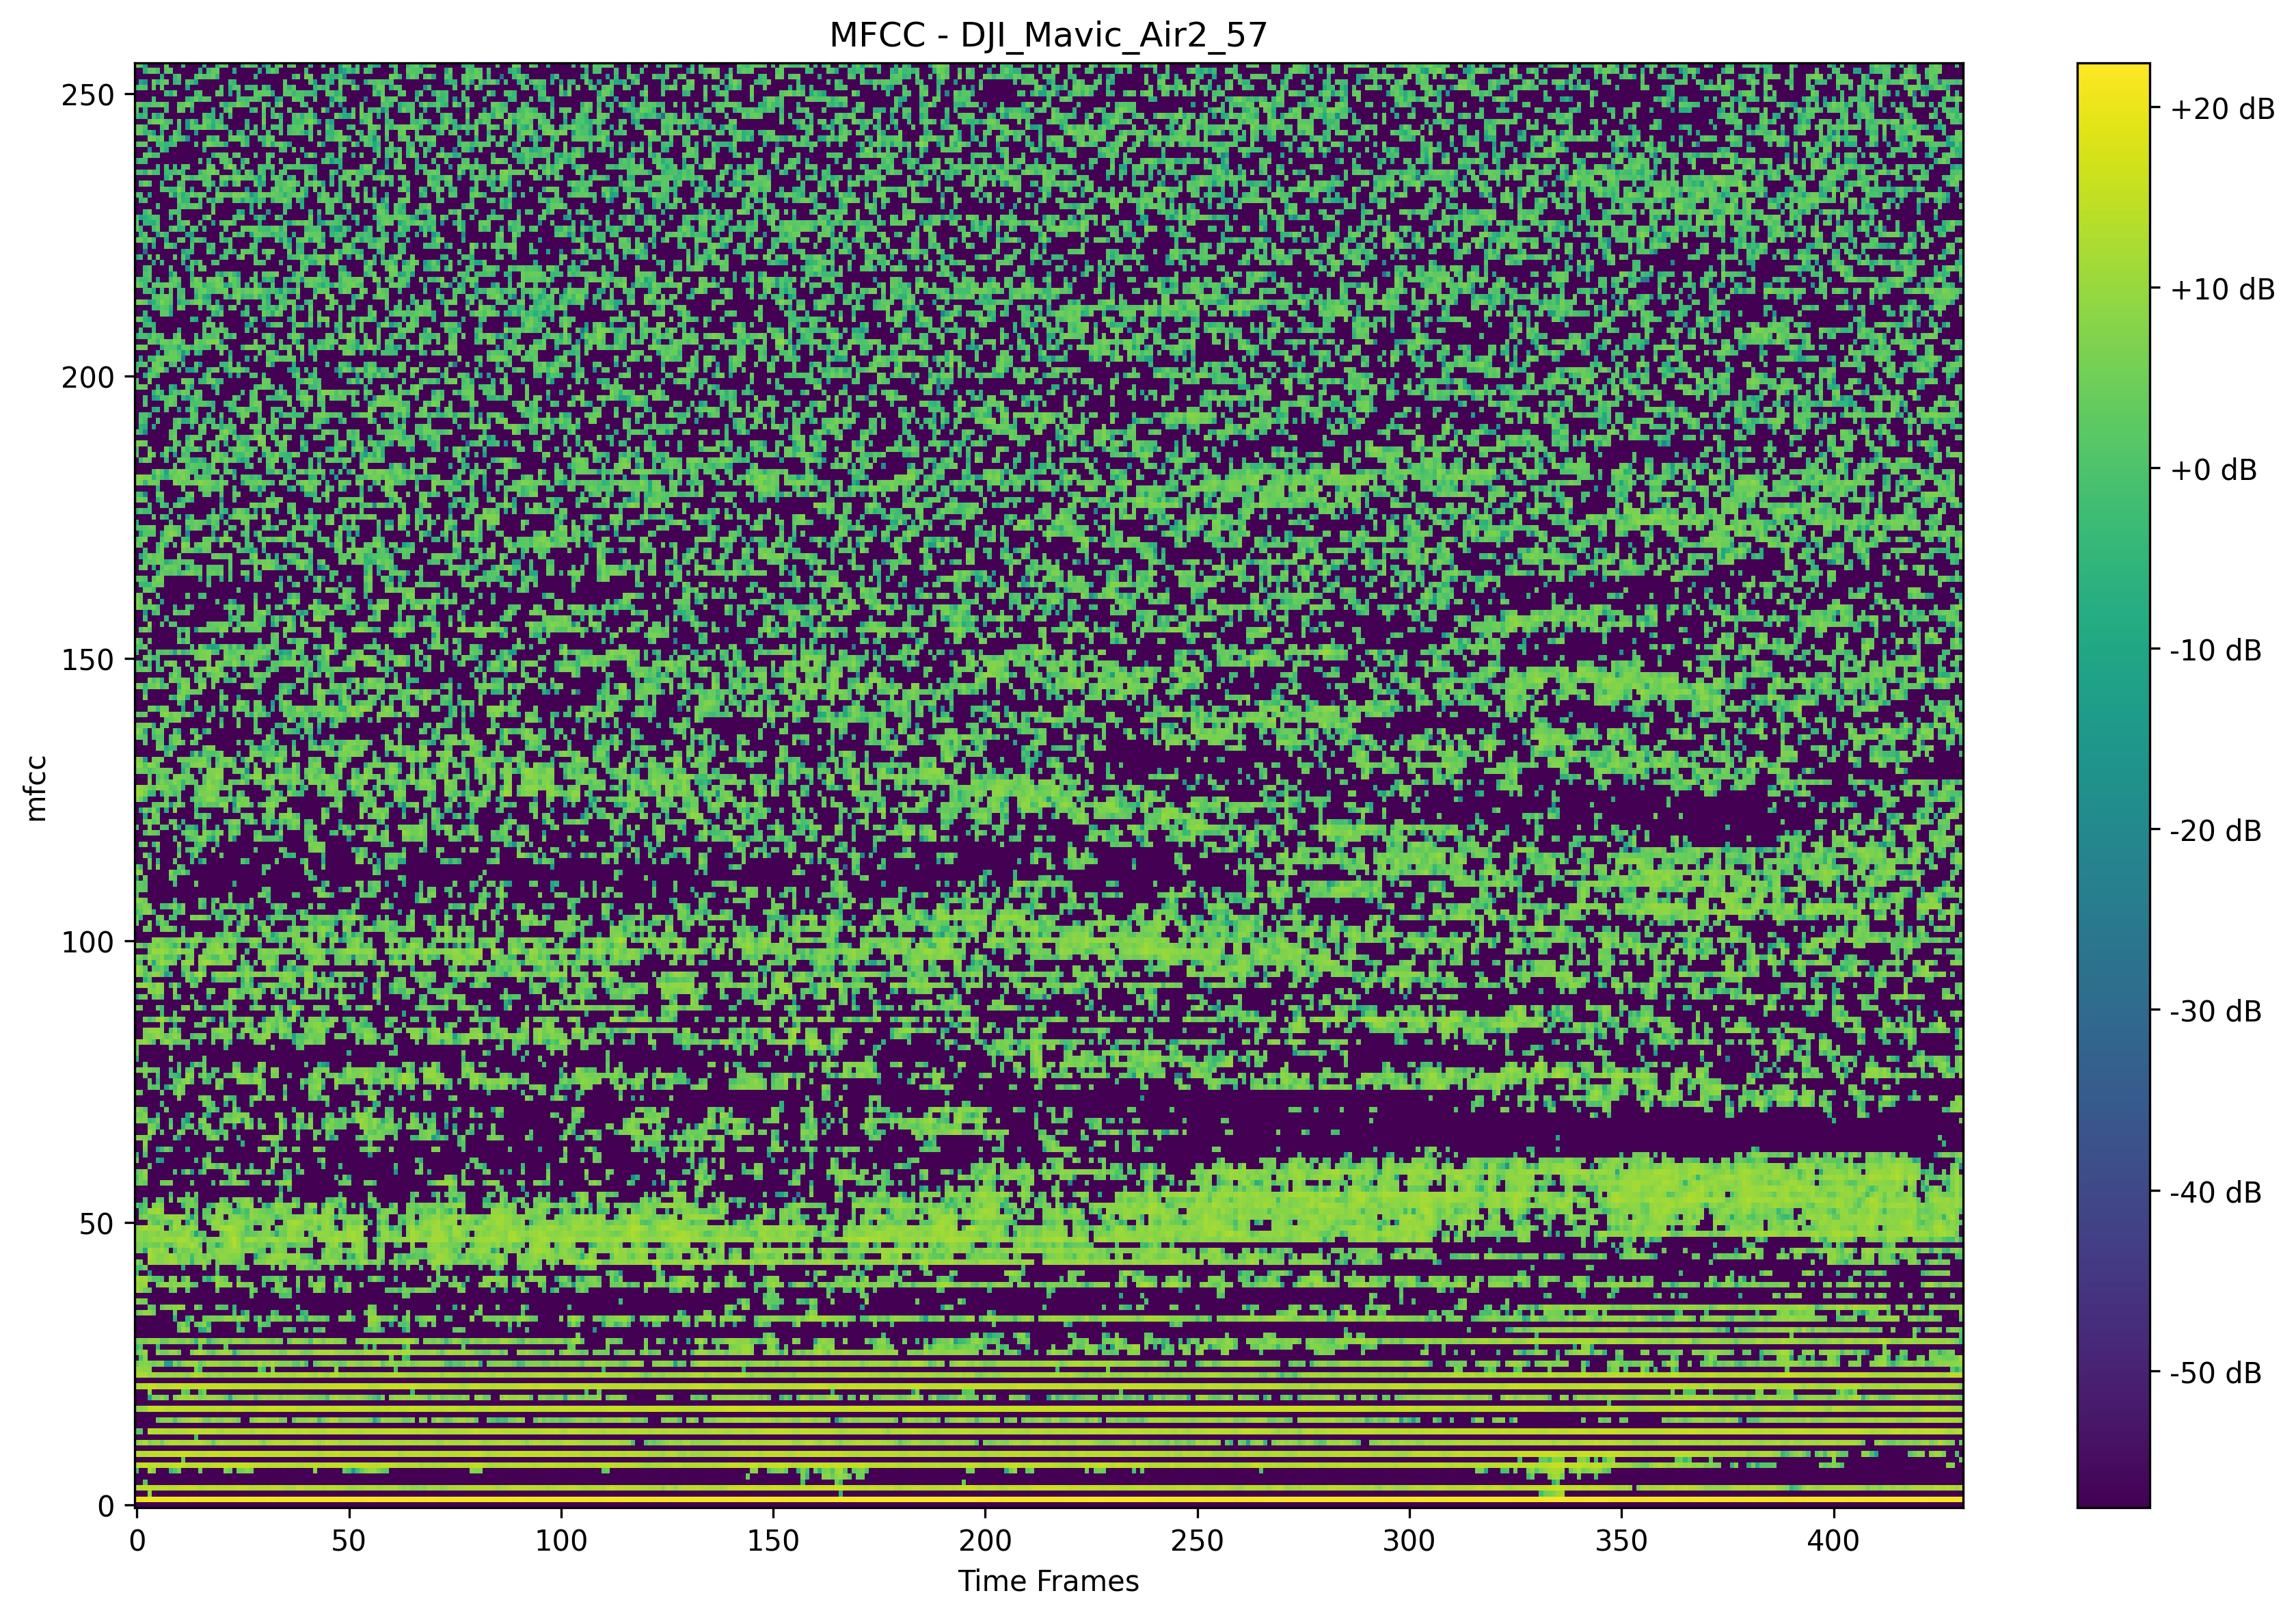 MFCC - DJI_Mavic_Air2_57
250
200
150
100
50
0
mfcc
0 50 100 150 200 250 300 350 400
Time Frames
+20 dB
+10 dB
+0 dB
-10 dB
-20 dB
-30 dB
-40 dB
-50 dB